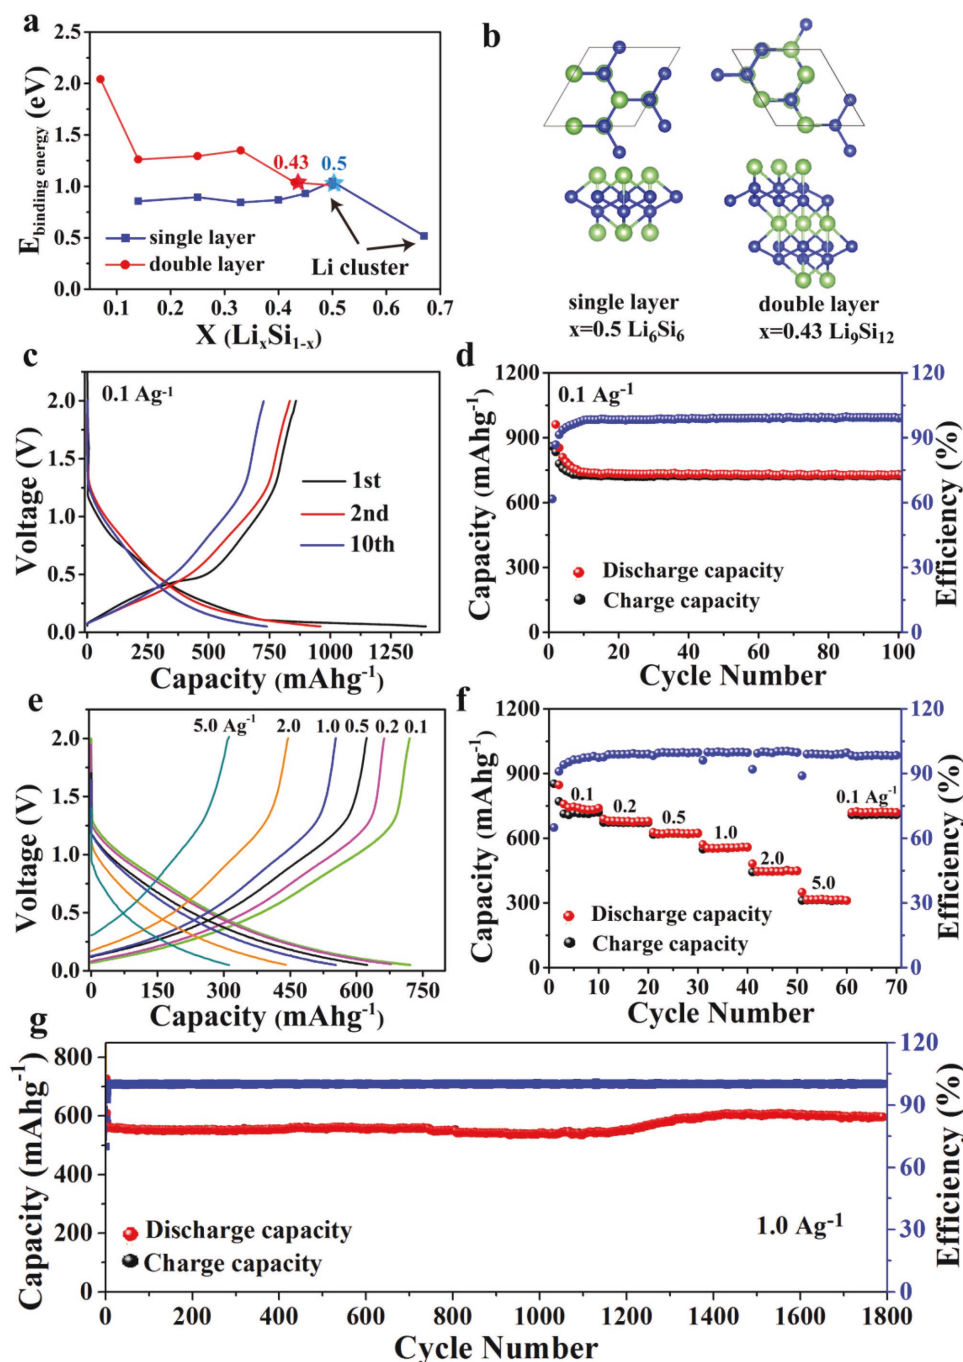 a
2.5
2.0
1.5
1.0
0.5
0.0
E_binding energy (eV)
0.43
0.5
single layer
double layer
Li cluster
0.1 0.2 0.3 0.4 0.5 0.6 0.7
X (LiₓSi₁₋ₓ)
b
single layer
x=0.5 Li₆Si₆
double layer
x=0.43 Li₉Si₁₂
c
0.1 Ag⁻¹
2.0
1.5
1.0
0.5
0.0
Voltage (V)
1st
2nd
10th
0 250 500 750 1000 1250
Capacity (mAhg⁻¹)
d
0.1 Ag⁻¹
1200
900
600
300
0
Capacity (mAhg⁻¹)
Discharge capacity
Charge capacity
120
90
60
30
0
Efficiency (%)
0 20 40 60 80 100
Cycle Number
e
5.0 Ag⁻¹ 2.0 1.0 0.5 0.2 0.1
2.0
1.5
1.0
0.5
0.0
Voltage (V)
0 150 300 450 600 750
Capacity (mAhg⁻¹)
f
1200
900
600
300
0
Capacity (mAhg⁻¹)
0.1
0.2
0.5
1.0
2.0
5.0
0.1 Ag⁻¹
Discharge capacity
Charge capacity
120
90
60
30
0
Efficiency (%)
0 10 20 30 40 50 60 70
Cycle Number
g
800
600
400
200
0
Capacity (mAhg⁻¹)
Discharge capacity
Charge capacity
1.0 Ag⁻¹
120
90
60
30
0
Efficiency (%)
0 200 400 600 800 1000 1200 1400 1600 1800
Cycle Number